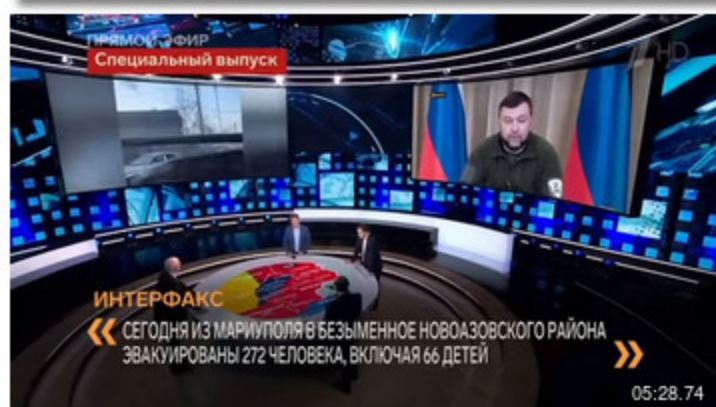 ПРЯМОЙ ЭФИР
Специальный выпуск
HD
ИНТЕРФАКС
« СЕГОДНЯ ИЗ МАРИУПОЛЯ В БЕЗЫМЕННОЕ НОВОАЗОВСКОГО РАЙОНА
ЭВАКУИРОВАНЫ 272 ЧЕЛОВЕКА, ВКЛЮЧАЯ 66 ДЕТЕЙ »
05:28.74